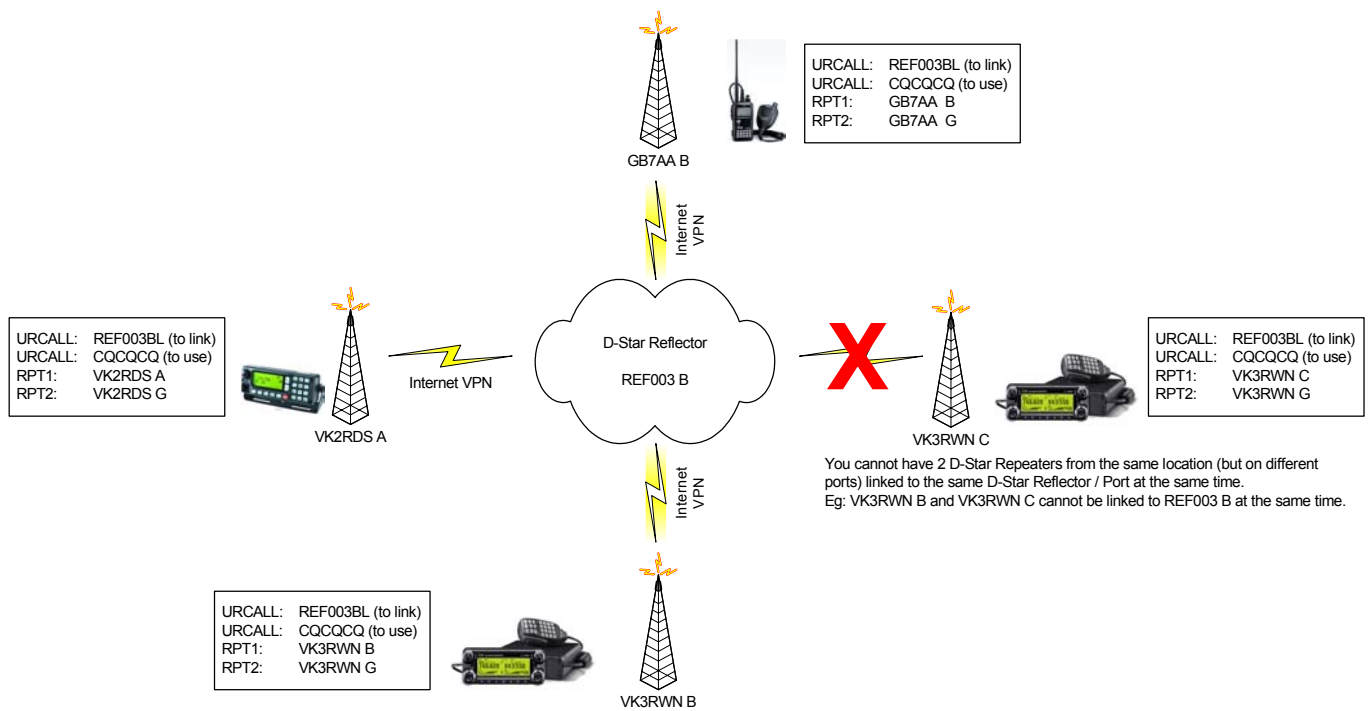 URCALL: REF003BL (to link)
URCALL: CQCQCQ (to use)
RPT1: GB7AA B
RPT2: GB7AA G
GB7AA B
Internet
VPN
URCALL: REF003BL (to link)
URCALL: CQCQCQ (to use)
RPT1: VK2RDS A
RPT2: VK2RDS G
VK2RDS A
Internet VPN
D-Star Reflector
REF003 B
X
VK3RWN C
URCALL: REF003BL (to link)
URCALL: CQCQCQ (to use)
RPT1: VK3RWN C
RPT2: VK3RWN G
You cannot have 2 D-Star Repeaters from the same location (but on different
ports) linked to the same D-Star Reflector / Port at the same time.
Eg: VK3RWN B and VK3RWN C cannot be linked to REF003 B at the same time.
Internet
VPN
URCALL: REF003BL (to link)
URCALL: CQCQCQ (to use)
RPT1: VK3RWN B
RPT2: VK3RWN G
VK3RWN B